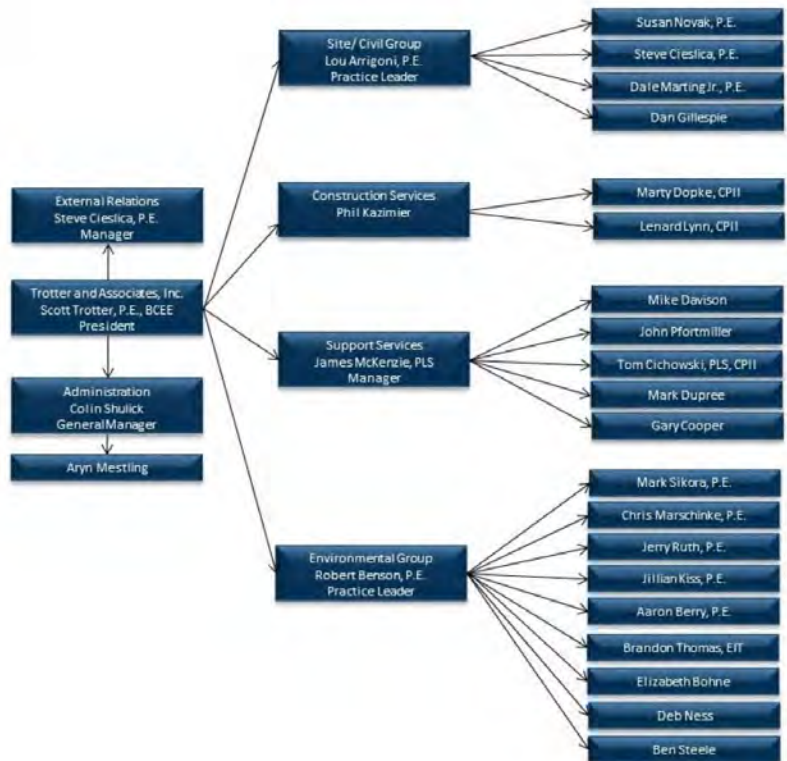 Site/ Civil Group
Lou Arrigoni, P.E.
Practice Leader
Susan Novak, P.E.
Steve Cieslica, P.E.
Dale Marting Jr., P.E.
Dan Gillespie
External Relations
Steve Cieslica, P.E.
Manager
Trotter and Associates, Inc.
Scott Trotter, P.E., BCEE
President
Administration
Colin Shulick
General Manager
Aryn Mestling
Construction Services
Phil Kazimier
Marty Dopke, CPII
Lenard Lynn, CPII
Support Services
James McKenzie, PLS
Manager
Mike Davison
John Pfortmiller
Tom Cichowski, PLS, CPII
Mark Dupree
Gary Cooper
Environmental Group
Robert Benson, P.E.
Practice Leader
Mark Sikora, P.E.
Chris Marschinke, P.E.
Jerry Ruth, P.E.
Jillian Kiss, P.E.
Aaron Berry, P.E.
Brandon Thomas, EIT
Elizabeth Bohne
Deb Ness
Ben Steele